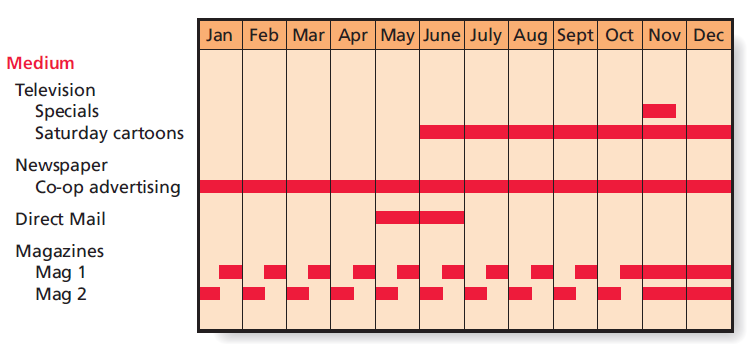 Jan Feb Mar Apr May June July Aug Sept Oct Nov Dec
Medium
Television
Specials
Saturday cartoons
Newspaper
Co-op advertising
Direct Mail
Magazines
Mag 1
Mag 2